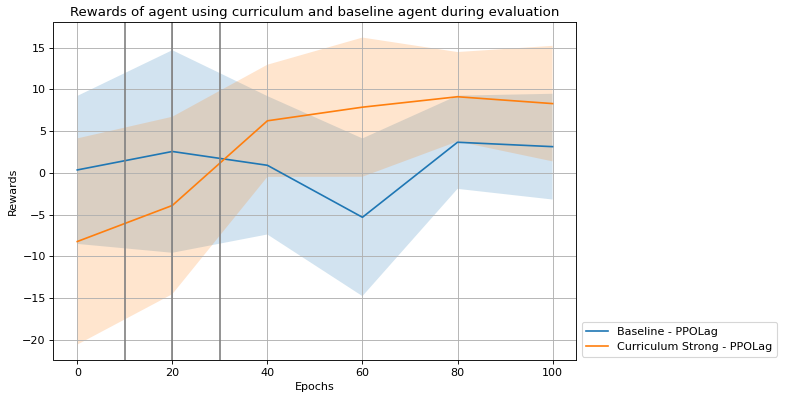 Rewards of agent using curriculum and baseline agent during evaluation
15
10
5
0
−5
−10
−15
−20
Rewards
0 20 40 60 80 100
Epochs
Baseline - PPOLag
Curriculum Strong - PPOLag